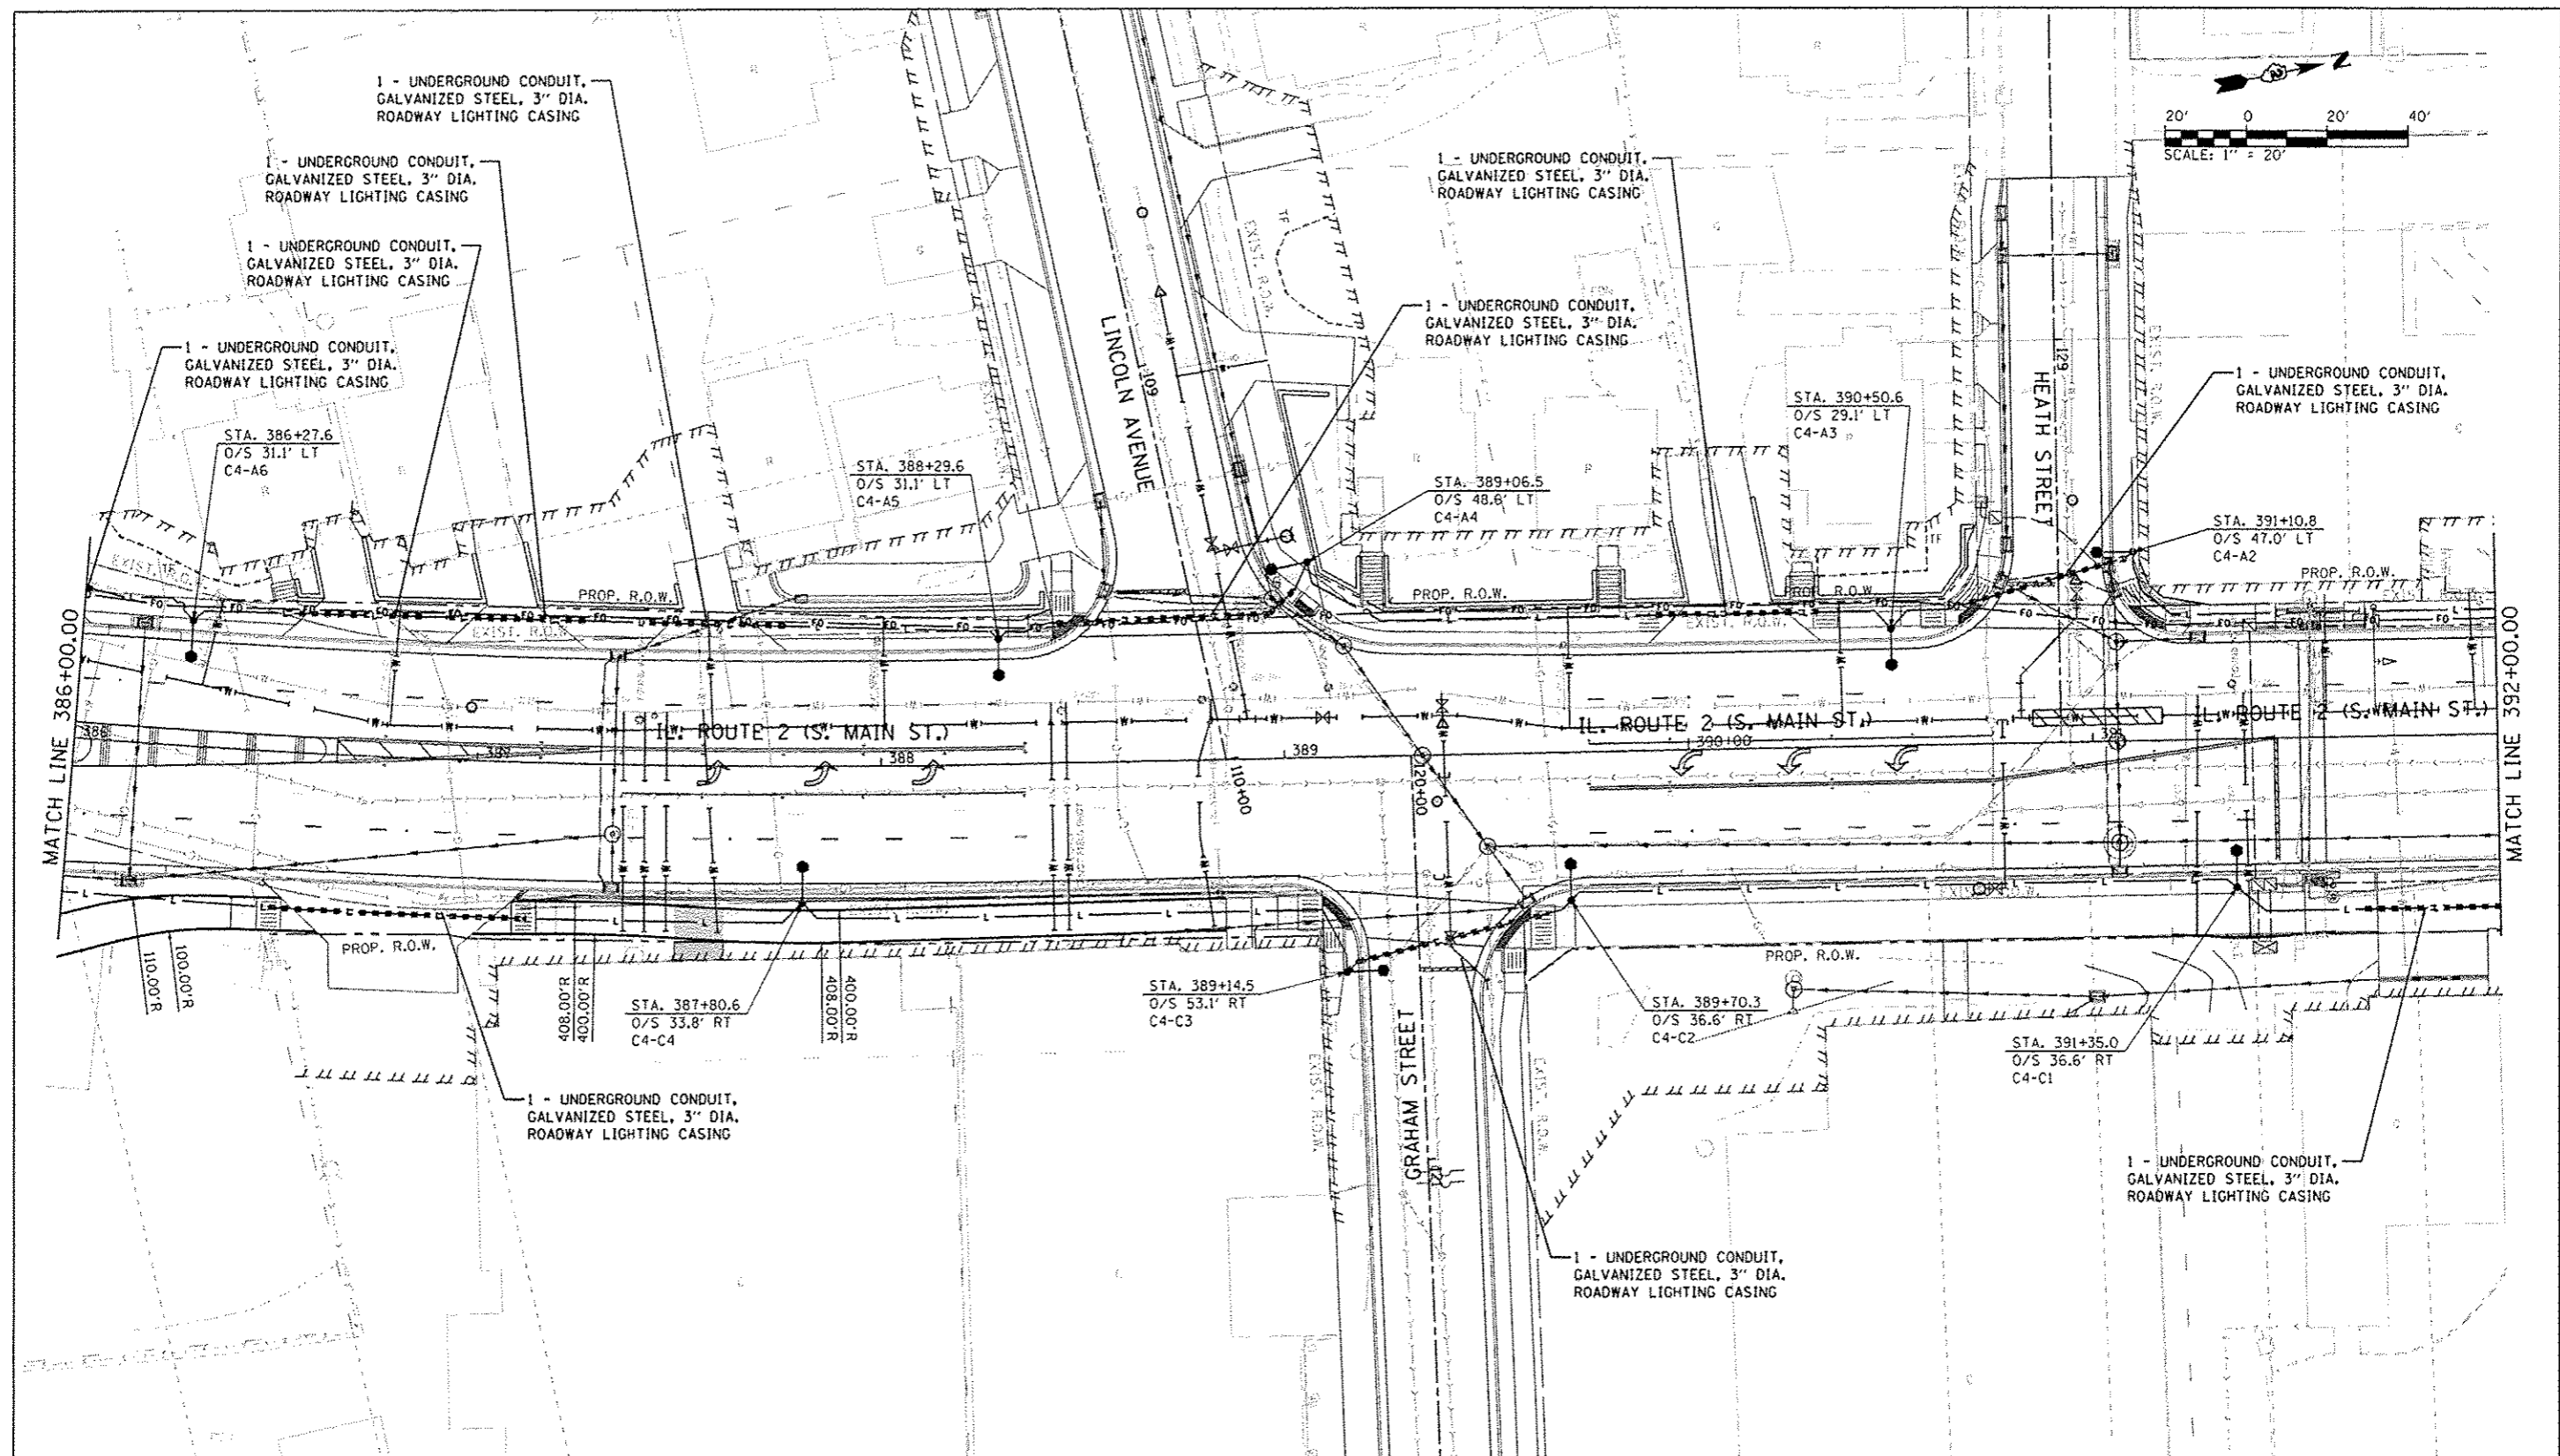 1 - UNDERGROUND CONDUIT,
GALVANIZED STEEL, 3" DIA.
ROADWAY LIGHTING CASING
1 - UNDERGROUND CONDUIT,
GALVANIZED STEEL, 3" DIA.
ROADWAY LIGHTING CASING
1 - UNDERGROUND CONDUIT,
GALVANIZED STEEL, 3" DIA.
ROADWAY LIGHTING CASING
1 - UNDERGROUND CONDUIT,
GALVANIZED STEEL, 3" DIA.
ROADWAY LIGHTING CASING
1 - UNDERGROUND CONDUIT,
GALVANIZED STEEL, 3" DIA.
ROADWAY LIGHTING CASING
1 - UNDERGROUND CONDUIT,
GALVANIZED STEEL, 3" DIA.
ROADWAY LIGHTING CASING
1 - UNDERGROUND CONDUIT,
GALVANIZED STEEL, 3" DIA.
ROADWAY LIGHTING CASING
20' 0 20' 40'
SCALE: 1" = 20'
STA. 386+27.6
O/S 31.1' LT
C4-A6
STA. 388+29.6
O/S 31.1' LT
C4-A5
STA. 389+06.5
O/S 48.6' LT
C4-A4
STA. 390+50.6
O/S 29.1' LT
C4-A3
STA. 391+10.8
O/S 47.0' LT
C4-A2
LINCOLN AVENUE
109
HEATH STREET
129
EXIST. R.O.W.
EXIST. R.O.W.
PROP. R.O.W.
PROP. R.O.W.
R.O.W.
PROP. R.O.W.
EXIST. R.O.W.
EXIST. R.O.W.
MATCH LINE 386+00.00
MATCH LINE 392+00.00
IL. ROUTE 2 (S. MAIN ST.)
IL. ROUTE 2 (S. MAIN ST.)
IL. ROUTE 2 (S. MAIN ST.)
386
387
388
389
390+00
391
110+00
120+00
PROP. R.O.W.
PROP. R.O.W.
110.00'R
100.00'R
408.00'R
400.00'R
408.00'R
400.00'R
STA. 387+80.6
O/S 33.8' RT
C4-C4
STA. 389+14.5
O/S 53.1' RT
C4-C3
STA. 389+70.3
O/S 36.6' RT
C4-C2
STA. 391+35.0
O/S 36.6' RT
C4-C1
GRAHAM STREET
EXIST. R.O.W.
EXIST. R.O.W.
1 - UNDERGROUND CONDUIT,
GALVANIZED STEEL, 3" DIA.
ROADWAY LIGHTING CASING
1 - UNDERGROUND CONDUIT,
GALVANIZED STEEL, 3" DIA.
ROADWAY LIGHTING CASING
1 - UNDERGROUND CONDUIT,
GALVANIZED STEEL, 3" DIA.
ROADWAY LIGHTING CASING